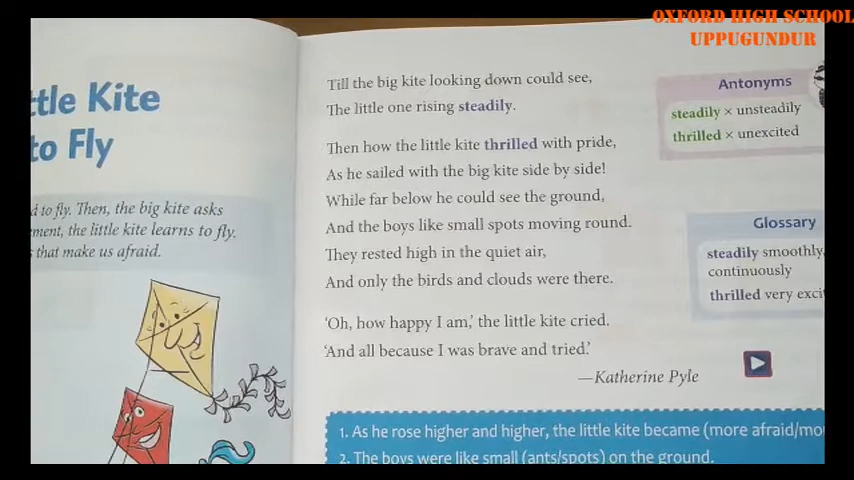 OXFORD HIGH SCHOOL
UPPUGUNDUR
Kite
to Fly
to fly. Then, the big kite asks
the little kite learns to fly.
that make us afraid.
Till the big kite looking down could see,
The little one rising steadily.
Then how the little kite thrilled with pride,
As he sailed with the big kite side by side!
While far below he could see the ground,
And the boys like small spots moving round.
They rested high in the quiet air,
And only the birds and clouds were there.
'Oh, how happy I am,' the little kite cried.
'And all because I was brave and tried.'
—Katherine Pyle
Antonyms
steadily × unsteadily
thrilled × unexcited
Glossary
steadily smoothly,
continuously
thrilled very
1. As he rose higher and higher, the little kite became (more afraid/
2. The boys were like small (ants/spots) on the ground.